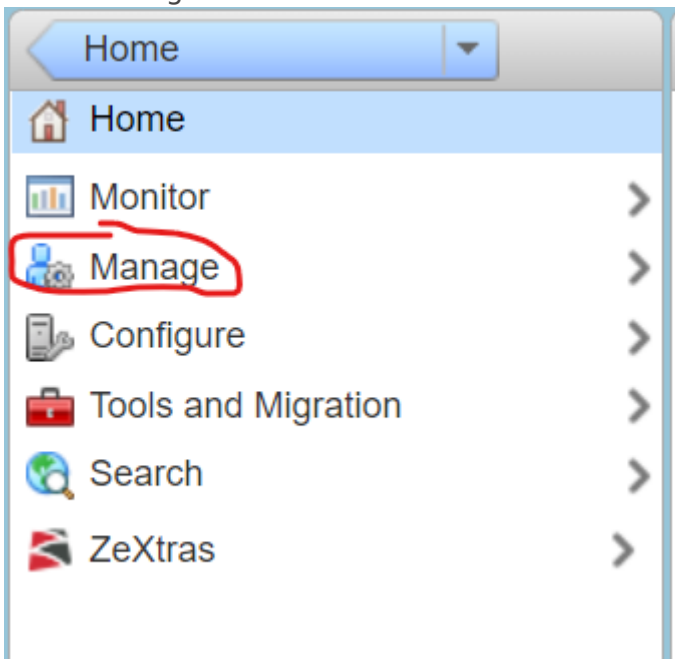 Home
Home
Monitor
Manage
Configure
Tools and Migration
Search
ZeXtras